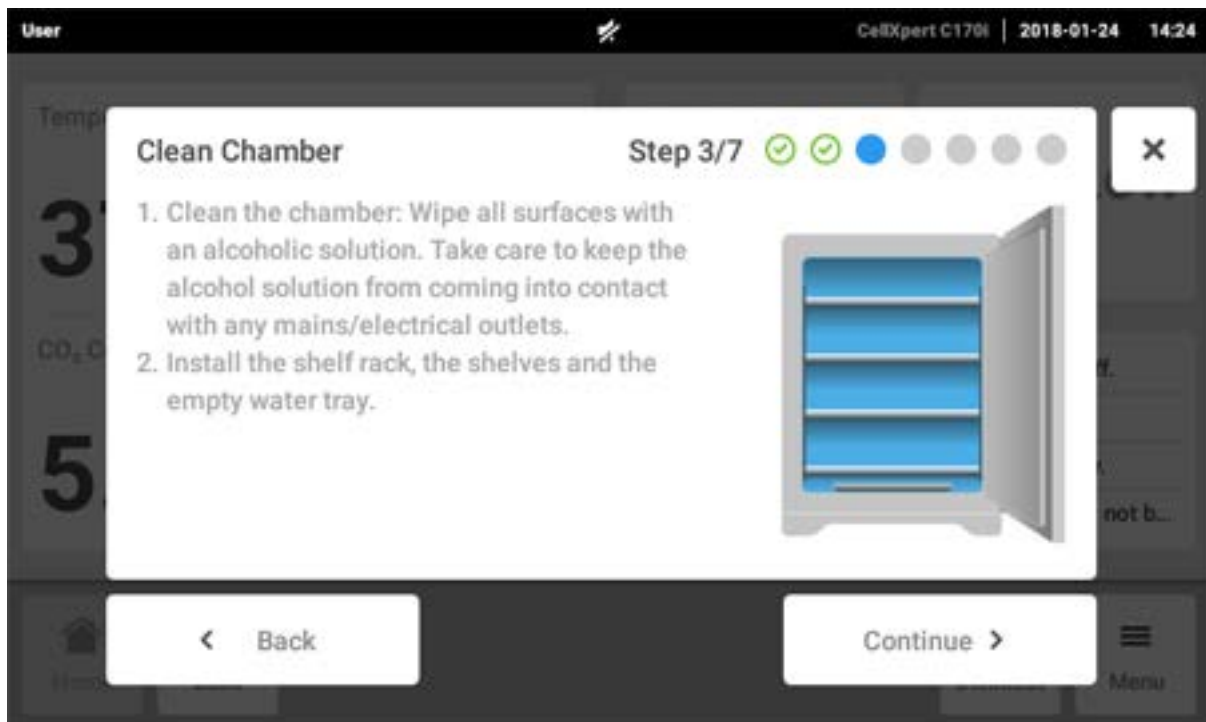 User
CellXpert C170i | 2018-01-24 14:24
Clean Chamber
Step 3/7
1. Clean the chamber: Wipe all surfaces with
an alcoholic solution. Take care to keep the
alcohol solution from coming into contact
with any mains/electrical outlets.
2. Install the shelf rack, the shelves and the
empty water tray.
not b...
Back
Continue
Home
Menu